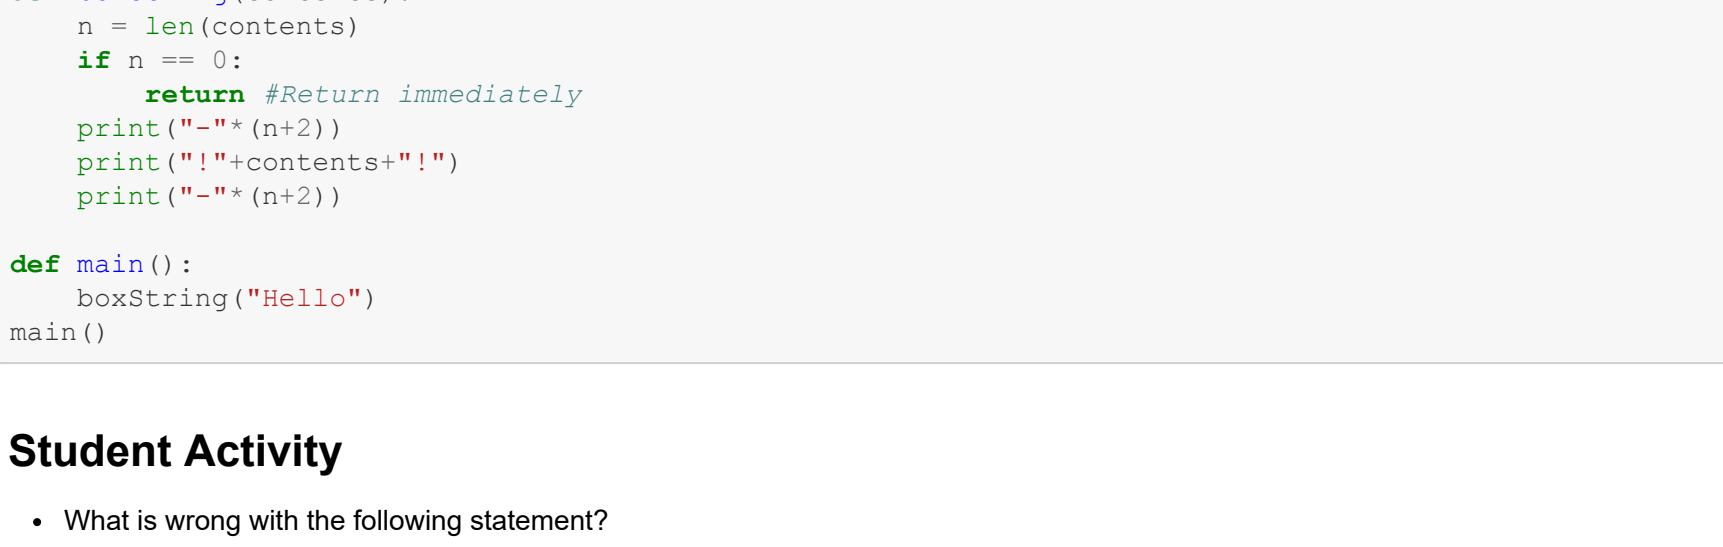 n = len(contents)
    if n == 0:
        return #Return immediately
    print("-"*(n+2))
    print("!"+contents+"!")
    print("-"*(n+2))

def main():
    boxString("Hello")
main()

Student Activity
• What is wrong with the following statement?